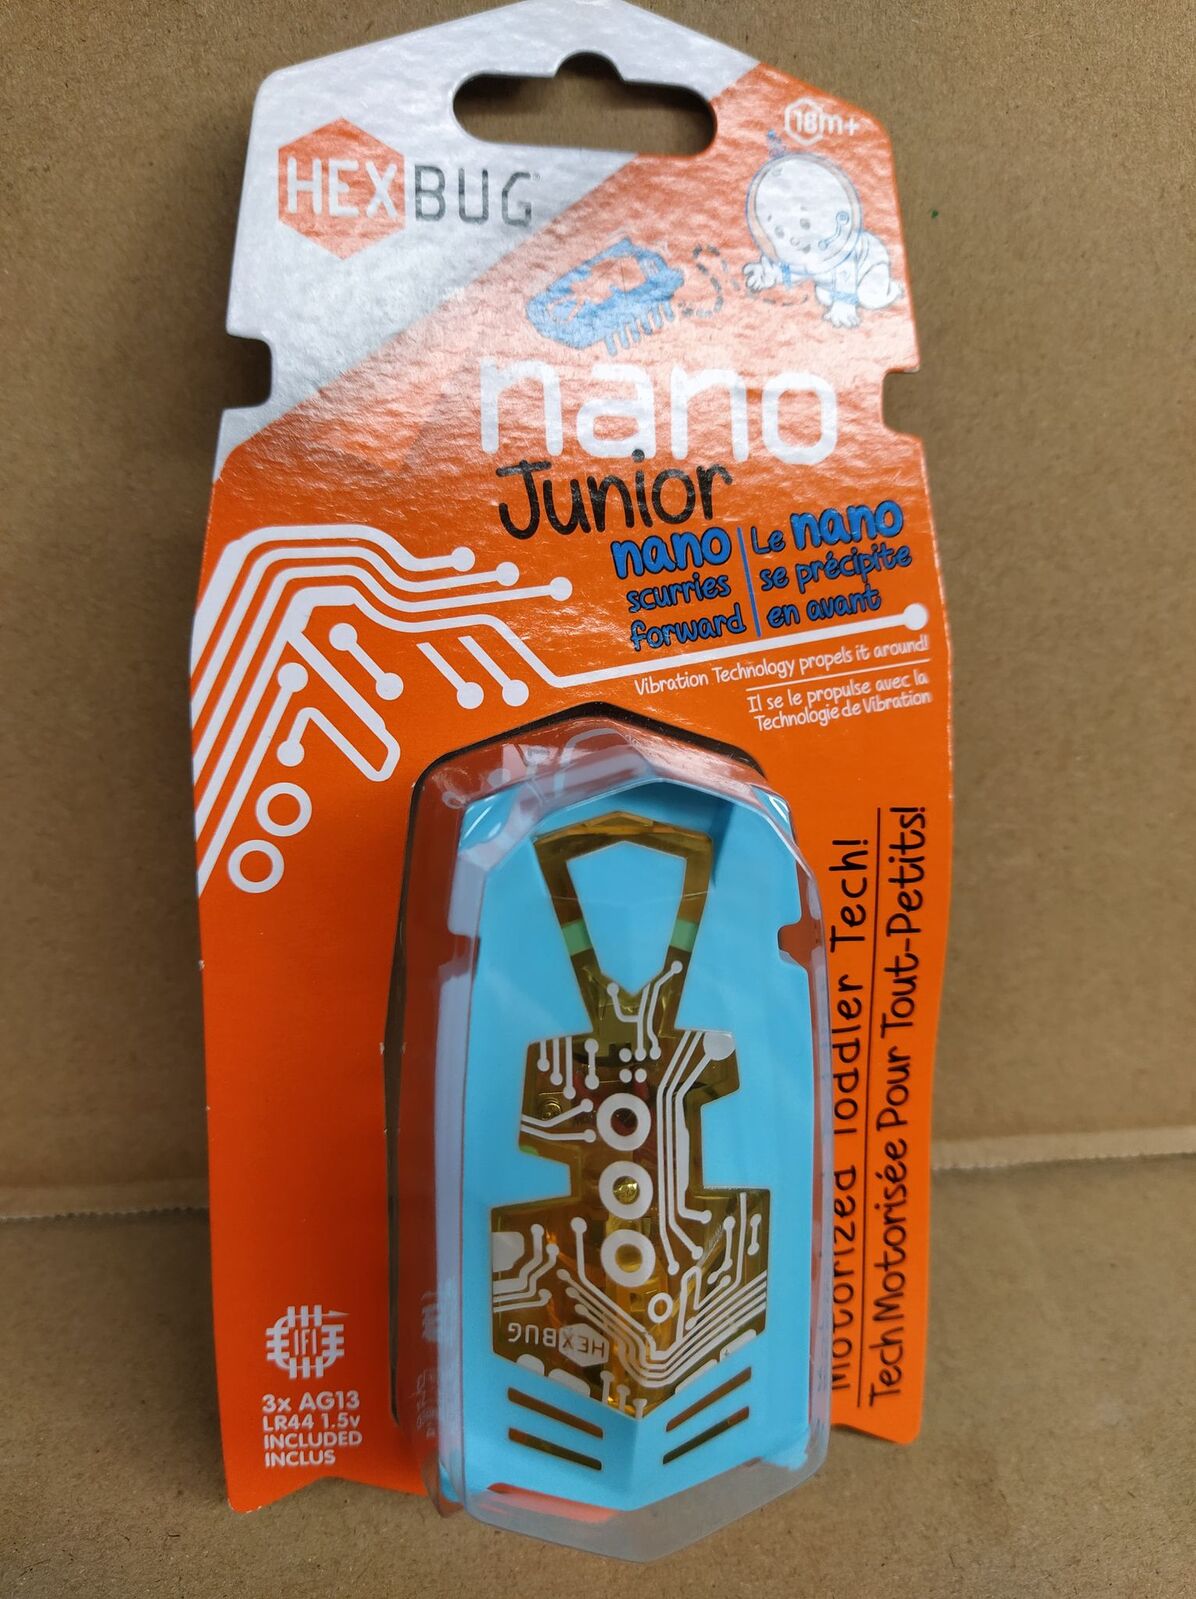 HEXBUG
18m+
nano
Junior
nano
scurries
forward
Le nano
se précipite
en avant
Vibration Technology propels it around!
Il se le propulse avec la
Technologie de Vibration
Motorized Toddler Tech!
Tech Motorisée Pour Tout-Petits!
HEXBUG
IFI
3x AG13
LR44 1.5v
INCLUDED
INCLUS